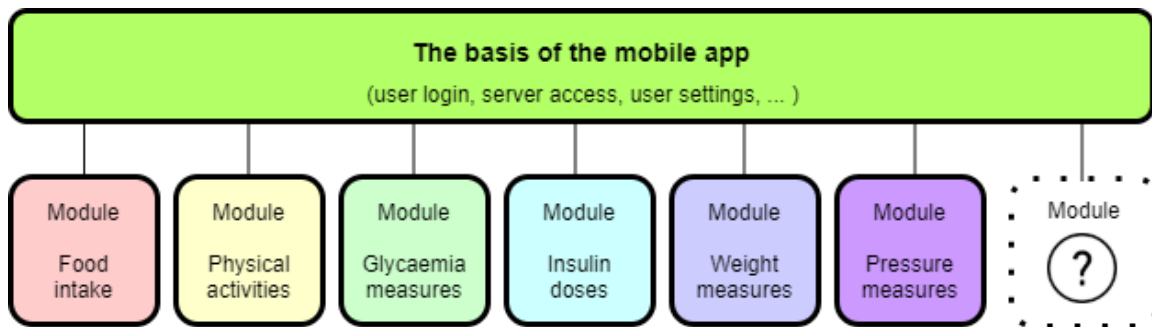 The basis of the mobile app
(user login, server access, user settings, ... )
Module
Food
intake
Module
Physical
activities
Module
Glycaemia
measures
Module
Insulin
doses
Module
Weight
measures
Module
Pressure
measures
Module
?